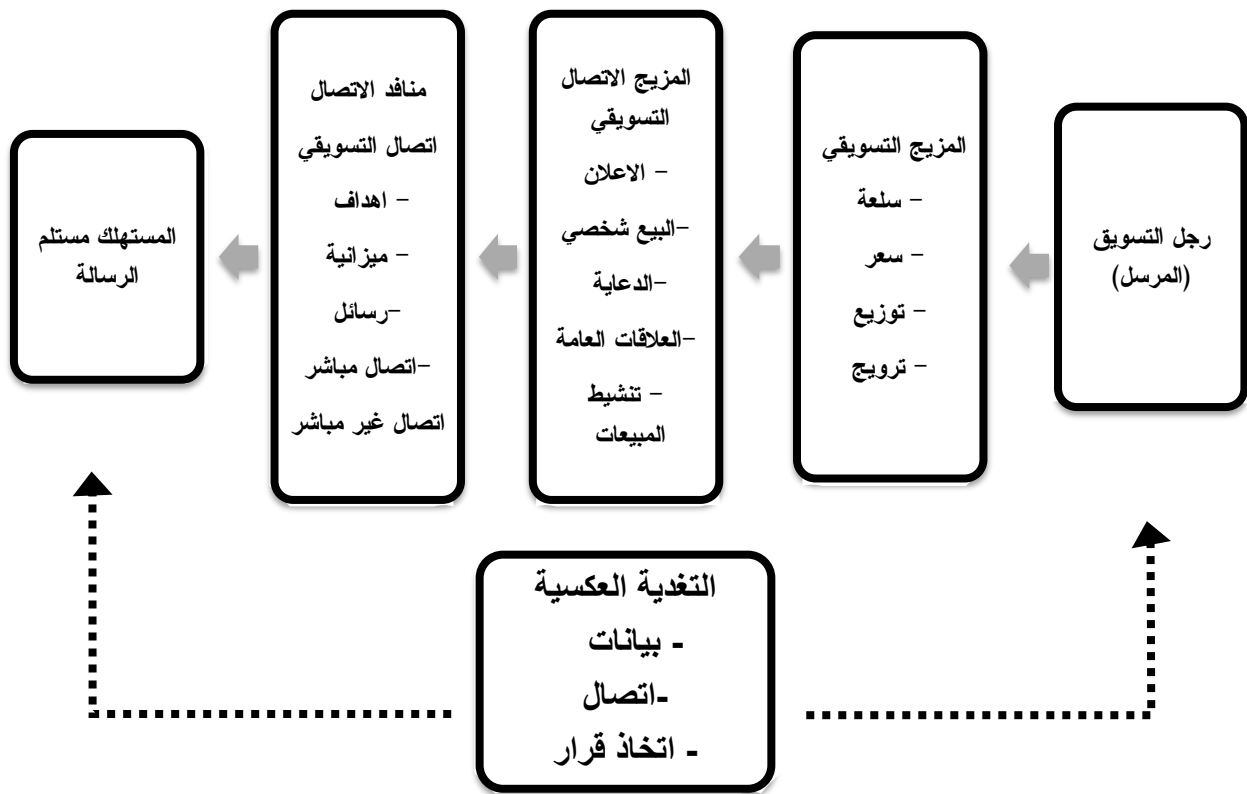 رجل التسويق
(المرسل)
المزيج التسويقي
- سلعة
- سعر
- توزيع
- ترويج
المزيج الاتصال
التسويقي
- الاعلان
-البيع شخصي
-الدعاية
-العلاقات العامة
- تنشيط
المبيعات
منافد الاتصال
اتصال التسويقي
- اهداف
- ميزانية
-رسائل
-اتصال مباشر
اتصال غير مباشر
المستهلك مستلم
الرسالة
التغدية العكسية
- بيانات
-اتصال
- اتخاذ قرار